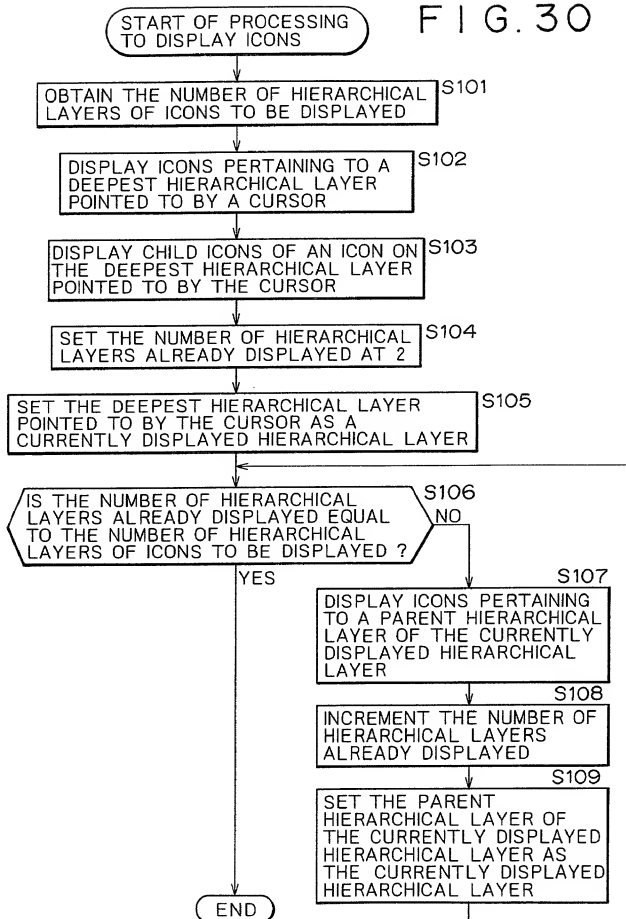 FIG.30
START OF PROCESSING
TO DISPLAY ICONS
S101
OBTAIN THE NUMBER OF HIERARCHICAL
LAYERS OF ICONS TO BE DISPLAYED
S102
DISPLAY ICONS PERTAINING TO A
DEEPEST HIERARCHICAL LAYER
POINTED TO BY A CURSOR
S103
DISPLAY CHILD ICONS OF AN ICON ON
THE DEEPEST HIERARCHICAL LAYER
POINTED TO BY THE CURSOR
S104
SET THE NUMBER OF HIERARCHICAL
LAYERS ALREADY DISPLAYED AT 2
S105
SET THE DEEPEST HIERARCHICAL LAYER
POINTED TO BY THE CURSOR AS A
CURRENTLY DISPLAYED HIERARCHICAL LAYER
S106
IS THE NUMBER OF HIERARCHICAL
LAYERS ALREADY DISPLAYED EQUAL
TO THE NUMBER OF HIERARCHICAL
LAYERS OF ICONS TO BE DISPLAYED ?
NO
YES
S107
DISPLAY ICONS PERTAINING
TO A PARENT HIERARCHICAL
LAYER OF THE CURRENTLY
DISPLAYED HIERARCHICAL
LAYER
S108
INCREMENT THE NUMBER OF
HIERARCHICAL LAYERS
ALREADY DISPLAYED
S109
SET THE PARENT
HIERARCHICAL LAYER OF
THE CURRENTLY DISPLAYED
HIERARCHICAL LAYER AS
THE CURRENTLY DISPLAYED
HIERARCHICAL LAYER
END